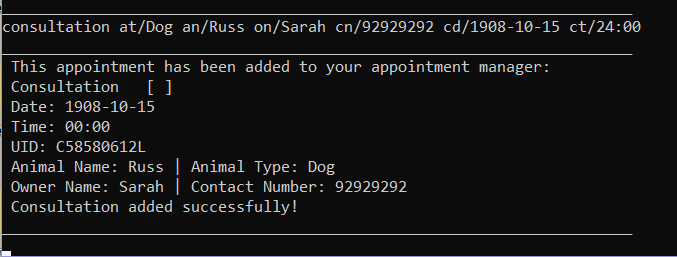 consultation at/Dog an/Russ on/Sarah cn/92929292 cd/1908-10-15 ct/24:00
This appointment has been added to your appointment manager:
Consultation   [ ]
Date: 1908-10-15
Time: 00:00
UID: C58580612L
Animal Name: Russ | Animal Type: Dog
Owner Name: Sarah | Contact Number: 92929292
Consultation added successfully!